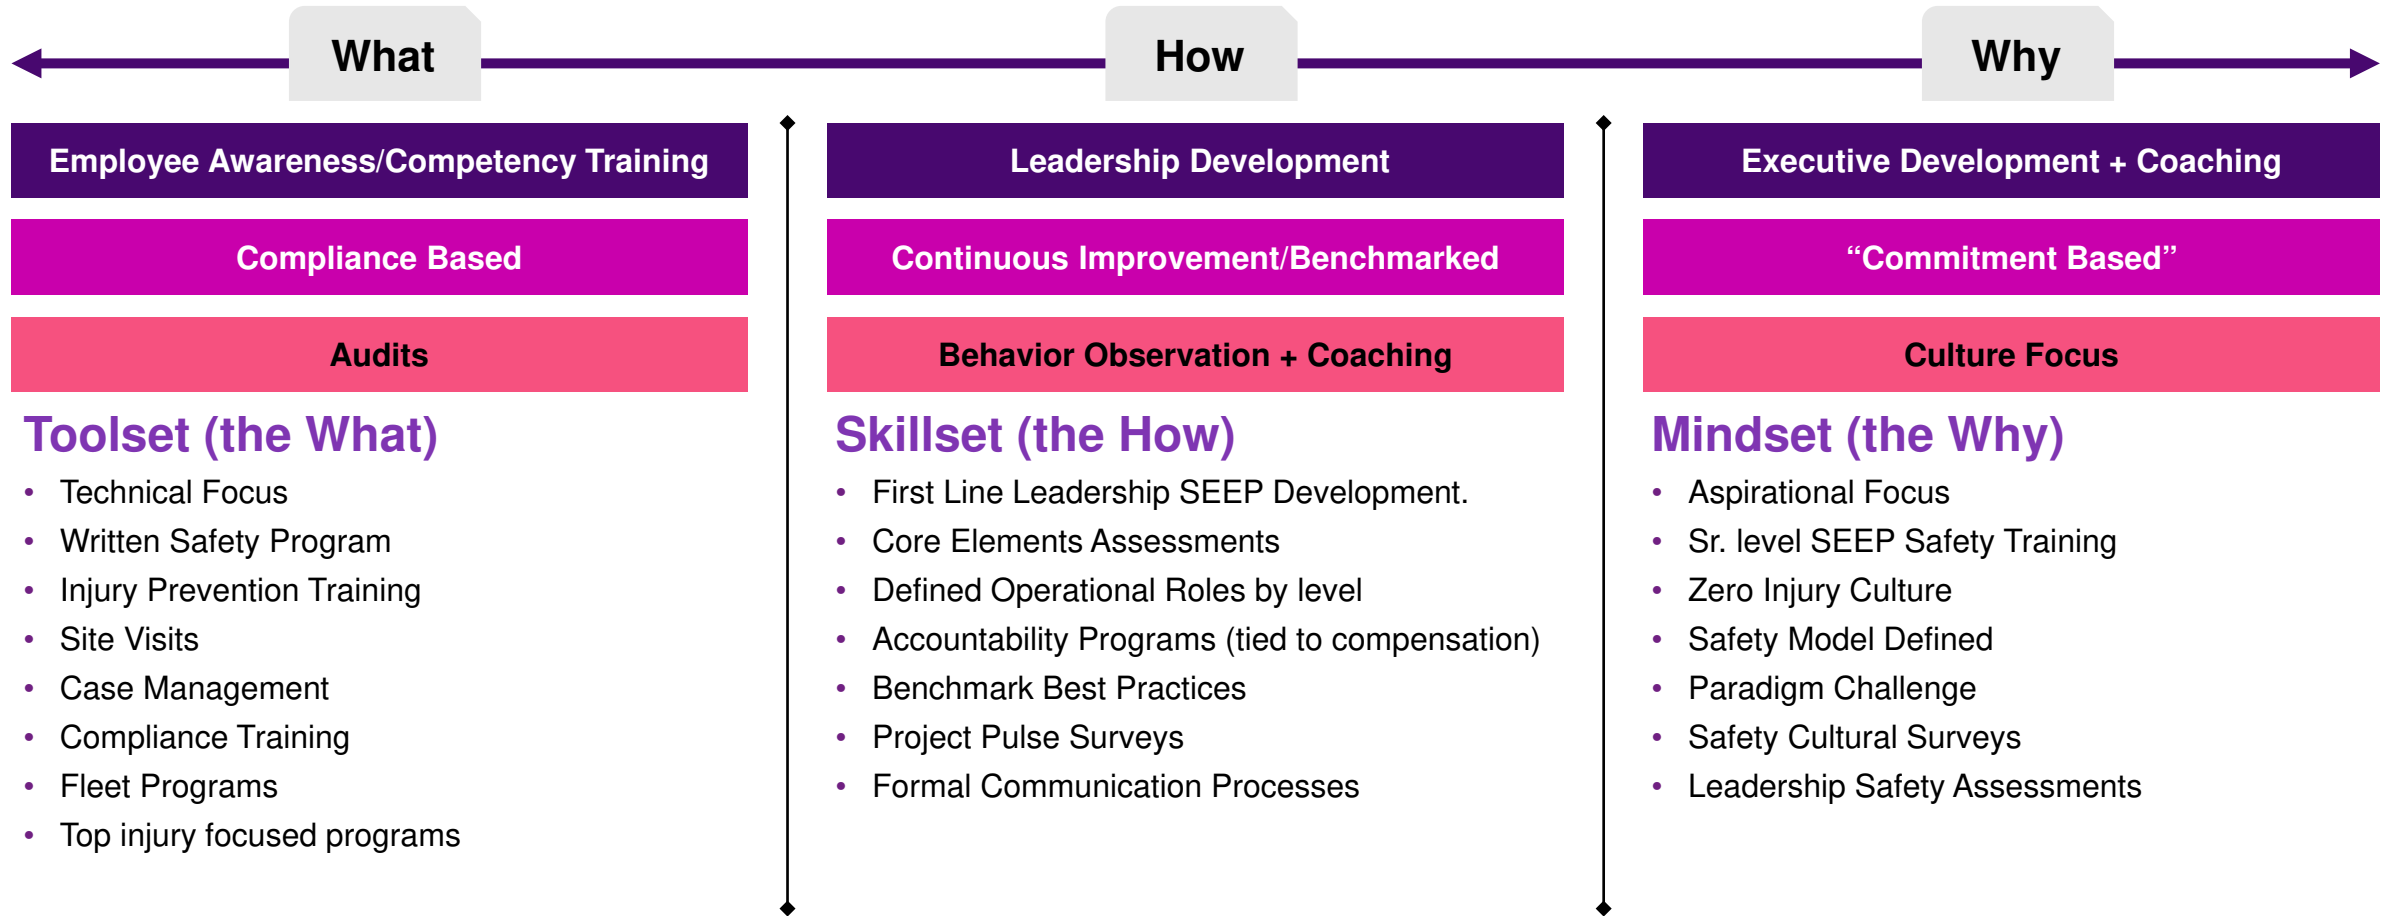 What
How
Why
Employee Awareness/Competency Training
Compliance Based
Audits
Toolset (the What)
• Technical Focus
• Written Safety Program
• Injury Prevention Training
• Site Visits
• Case Management
• Compliance Training
• Fleet Programs
• Top injury focused programs
Leadership Development
Continuous Improvement/Benchmarked
Behavior Observation + Coaching
Skillset (the How)
• First Line Leadership SEEP Development.
• Core Elements Assessments
• Defined Operational Roles by level
• Accountability Programs (tied to compensation)
• Benchmark Best Practices
• Project Pulse Surveys
• Formal Communication Processes
Executive Development + Coaching
“Commitment Based”
Culture Focus
Mindset (the Why)
• Aspirational Focus
• Sr. level SEEP Safety Training
• Zero Injury Culture
• Safety Model Defined
• Paradigm Challenge
• Safety Cultural Surveys
• Leadership Safety Assessments